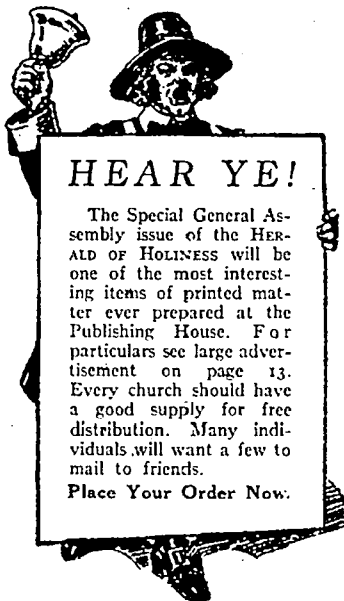 HEAR YE!
The Special General As-
sembly issue of the HER-
ALD OF HOLINESS will be
one of the most interest-
ing items of printed mat-
ter ever prepared at the
Publishing House. For
particulars see large adver-
tisement on page 13.
Every church should have
a good supply for free
distribution. Many indi-
viduals will want a few to
mail to friends.
Place Your Order Now.